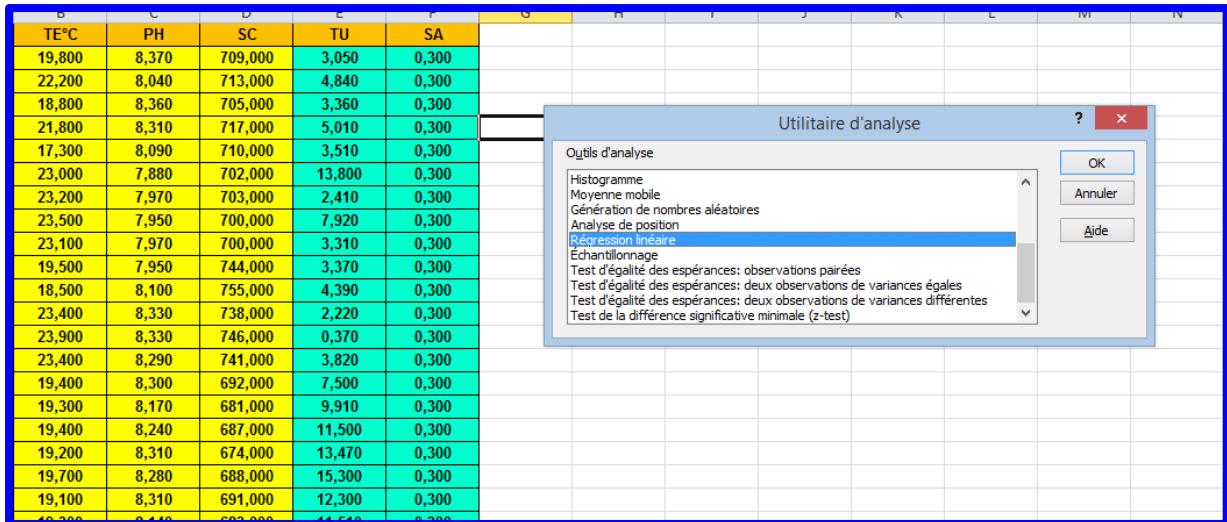 B C D E F G H I J K L M N
TE°C PH SC TU SA
19,800 8,370 709,000 3,050 0,300
22,200 8,040 713,000 4,840 0,300
18,800 8,360 705,000 3,360 0,300
21,800 8,310 717,000 5,010 0,300
17,300 8,090 710,000 3,510 0,300
23,000 7,880 702,000 13,800 0,300
23,200 7,970 703,000 2,410 0,300
23,500 7,950 700,000 7,920 0,300
23,100 7,970 700,000 3,310 0,300
19,500 7,950 744,000 3,370 0,300
18,500 8,100 755,000 4,390 0,300
23,400 8,330 738,000 2,220 0,300
23,900 8,330 746,000 0,370 0,300
23,400 8,290 741,000 3,820 0,300
19,400 8,300 692,000 7,500 0,300
19,300 8,170 681,000 9,910 0,300
19,400 8,240 687,000 11,500 0,300
19,200 8,310 674,000 13,470 0,300
19,700 8,280 688,000 15,300 0,300
19,100 8,310 691,000 12,300 0,300
Utilitaire d'analyse ?
Outils d'analyse
Histogramme
Moyenne mobile
Génération de nombres aléatoires
Analyse de position
Régression linéaire
Échantillonnage
Test d'égalité des espérances: observations pairées
Test d'égalité des espérances: deux observations de variances égales
Test d'égalité des espérances: deux observations de variances différentes
Test de la différence significative minimale (z-test)
OK
Annuler
Aide